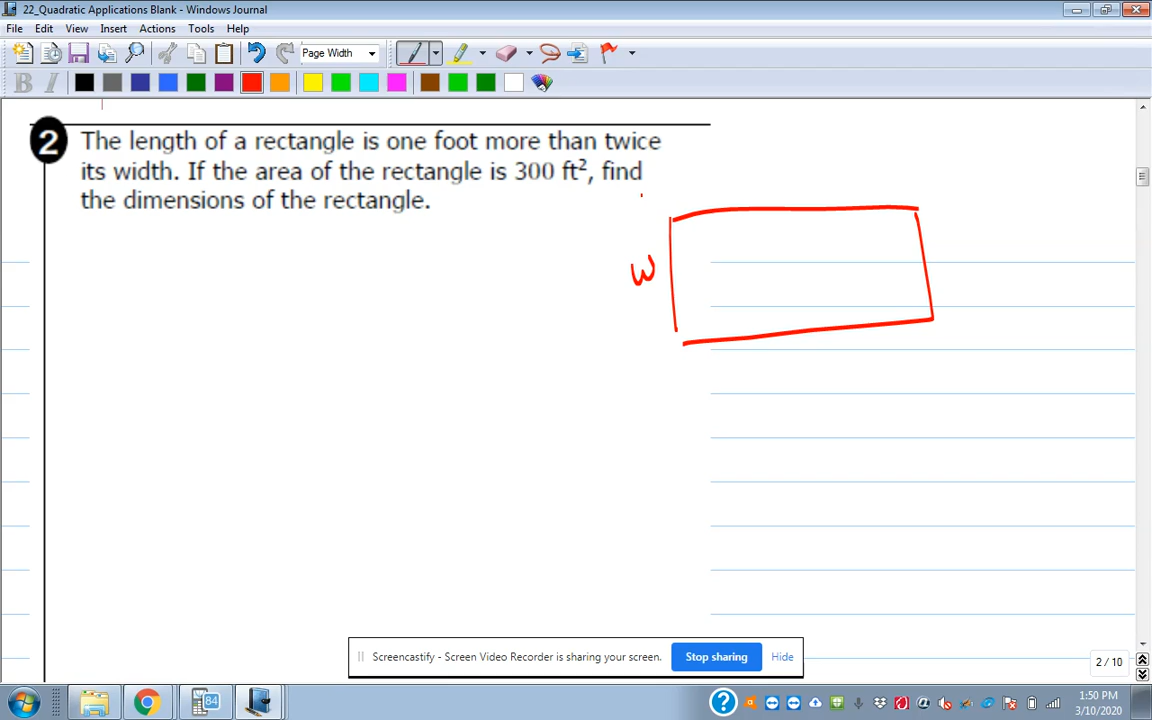 22_Quadratic Applications Blank - Windows Journal
File Edit View Insert Actions Tools Help
Page Width
B I
2 The length of a rectangle is one foot more than twice
its width. If the area of the rectangle is 300 ft², find
the dimensions of the rectangle.
w
Screencastify - Screen Video Recorder is sharing your screen. Stop sharing Hide
2 / 10
84
1:50 PM
3/10/2020